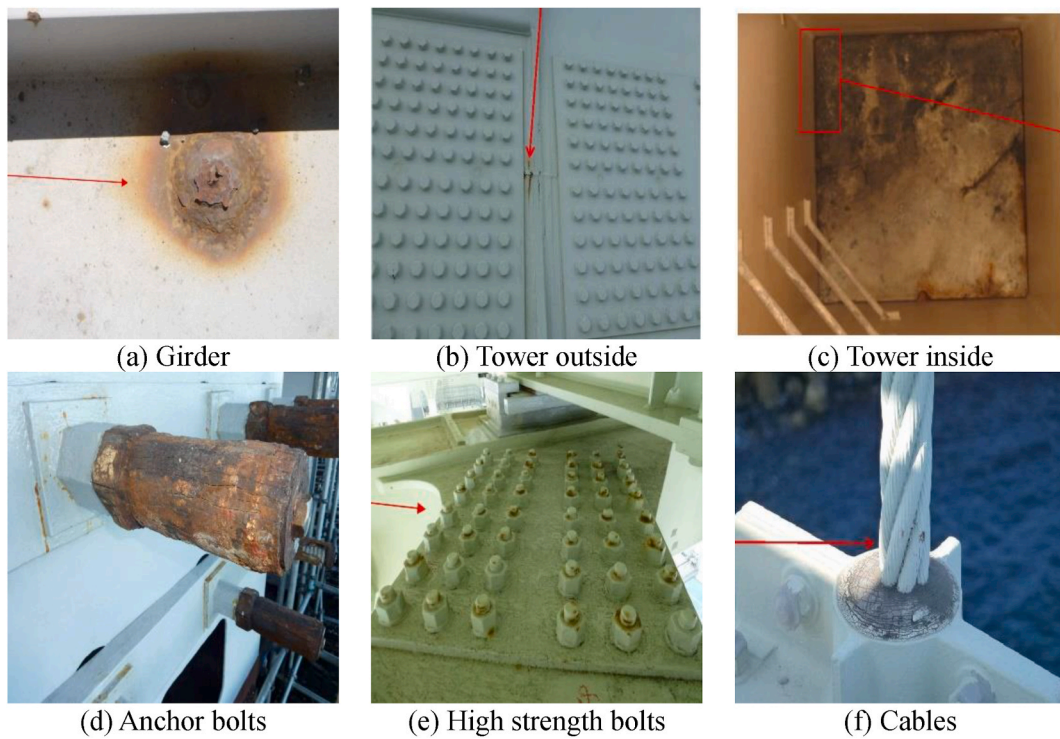 (a) Girder
(b) Tower outside
(c) Tower inside
(d) Anchor bolts
(e) High strength bolts
(f) Cables